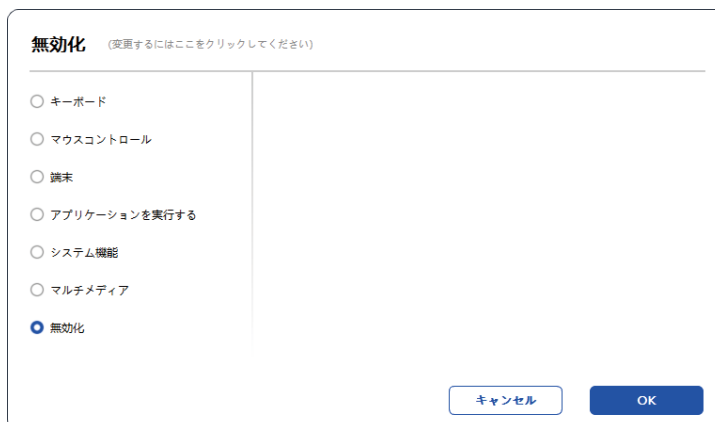 無効化 (変更するにはここをクリックしてください)
キーボード
マウスコントロール
端末
アプリケーションを実行する
システム機能
マルチメディア
無効化
キャンセル OK